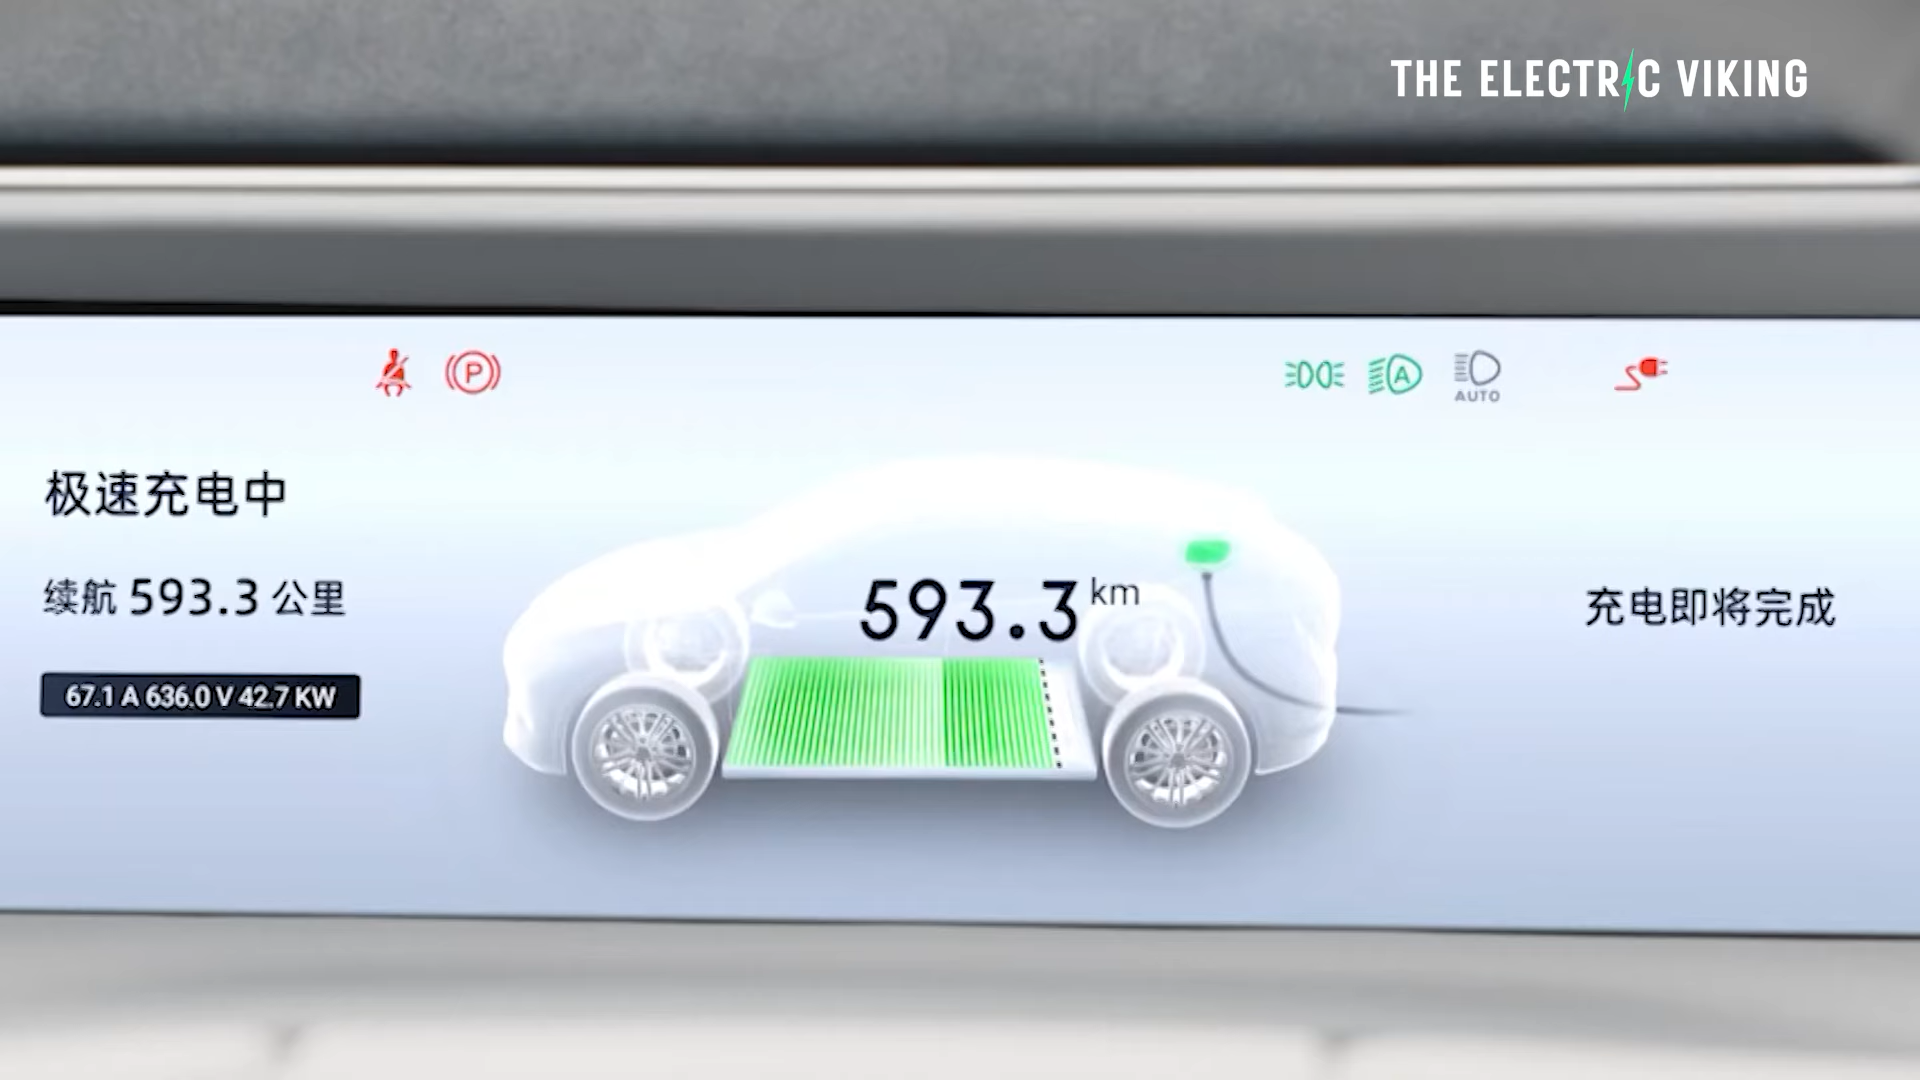 THE ELECTRIC VIKING
P
A
AUTO
极速充电中
续航 593.3 公里
67.1 A 636.0 V 42.7 KW
593.3 km
充电即将完成